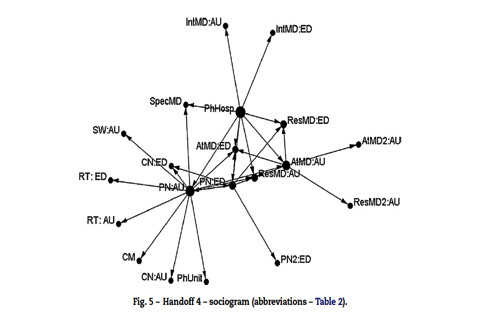 IntMD:AU
IntMD:ED
SpecMD
PhHosp
ResMD:ED
SW:AU
AtMD:ED
AtMD2:AU
CN:ED
AtMD:AU
RT: ED
PN:AU
PN:ED
ResMD:AU
ResMD2:AU
RT: AU
CM
PN2:ED
CN:AU
PhUnit
Fig. 5 – Handoff 4 – sociogram (abbreviations – Table 2).